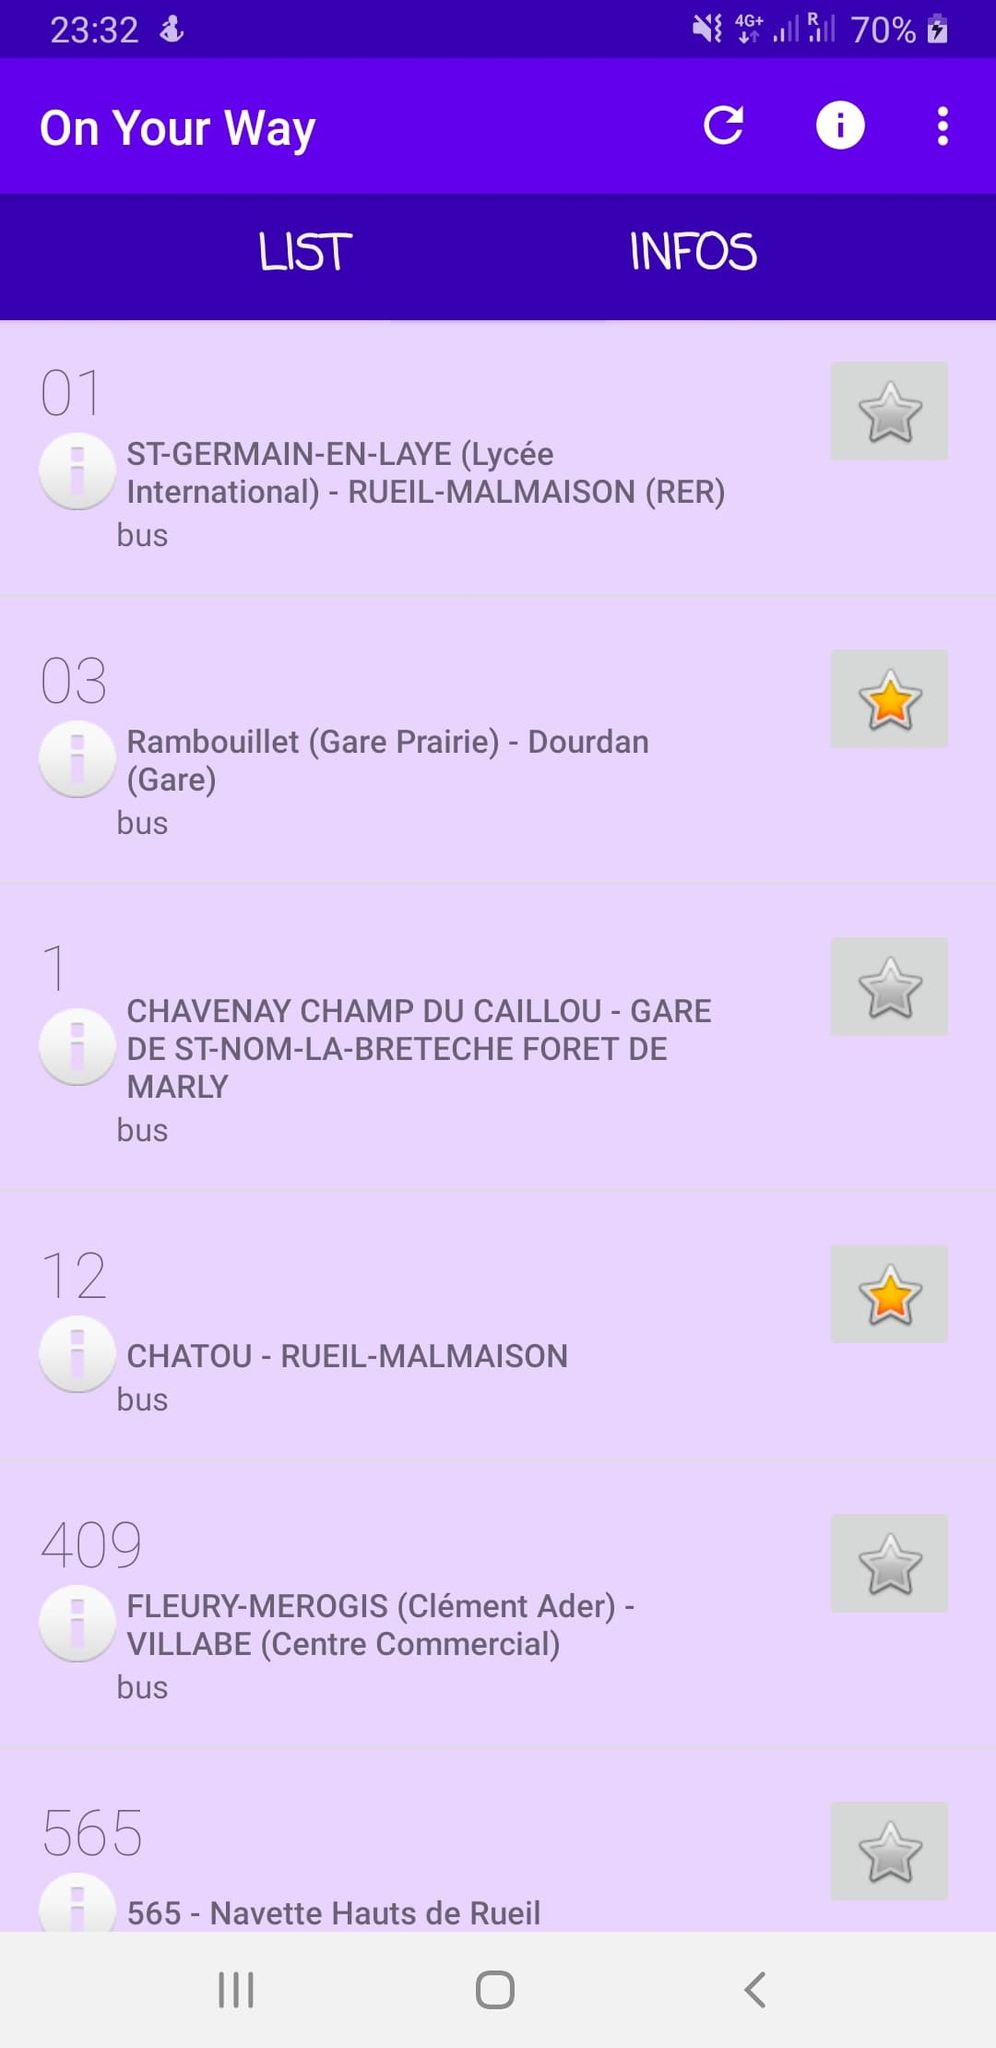 23:32
4G+ R 70%
On Your Way
LIST INFOS
01
ST-GERMAIN-EN-LAYE (Lycée
International) - RUEIL-MALMAISON (RER)
bus
03
Rambouillet (Gare Prairie) - Dourdan
(Gare)
bus
1
CHAVENAY CHAMP DU CAILLOU - GARE
DE ST-NOM-LA-BRETECHE FORET DE
MARLY
bus
12
CHATOU - RUEIL-MALMAISON
bus
409
FLEURY-MEROGIS (Clément Ader) -
VILLABE (Centre Commercial)
bus
565
565 - Navette Hauts de Rueil